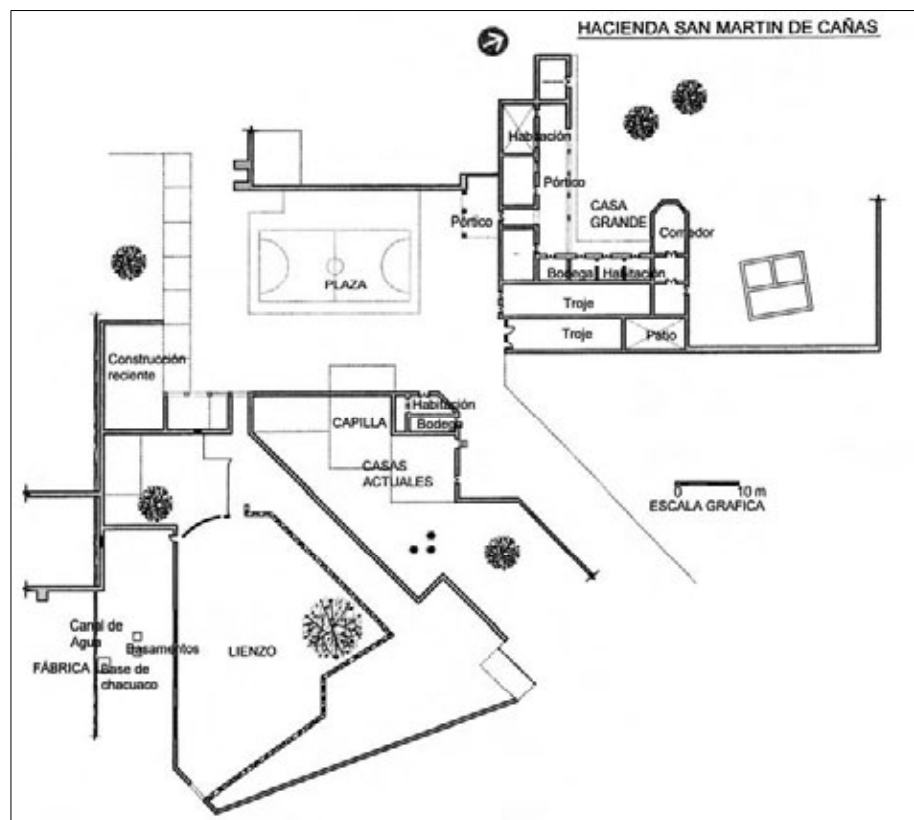 HACIENDA SAN MARTIN DE CAÑAS
Habitación
Pórtico
Pórtico
CASA
GRANDE
Comedor
PLAZA
Bodega
Habitación
Troje
Troje
Patio
Construcción
reciente
Habitación
CAPILLA
Bodega
CASAS
ACTUALES
0 10 m
ESCALA GRAFICA
Canal de
Agua
Basamentos
LIENZO
FÁBRICA
Base de
chacuaco